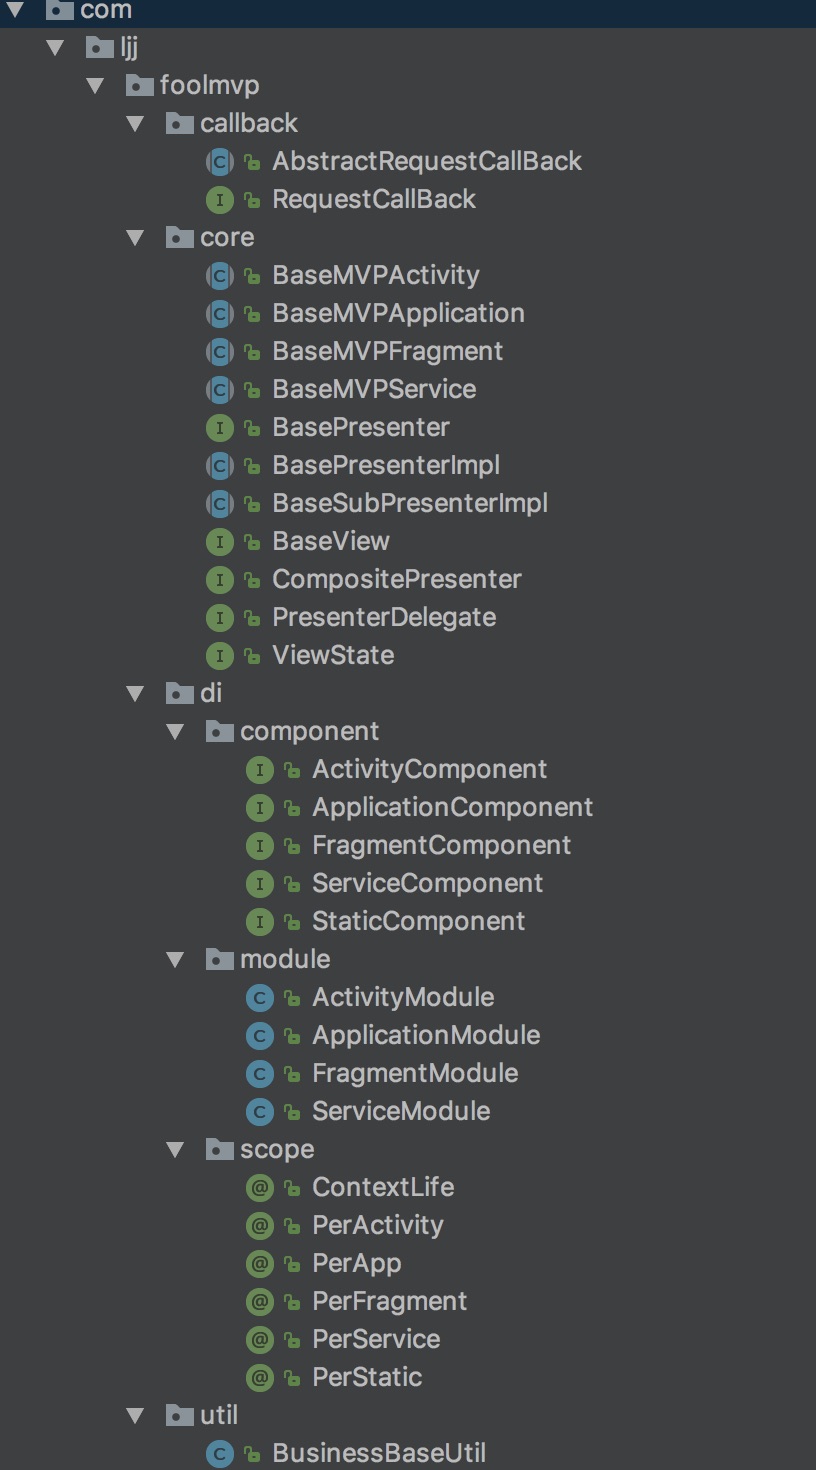 com
ljj
foolmvp
callback
C AbstractRequestCallBack
I RequestCallBack
core
C BaseMVPActivity
C BaseMVPApplication
C BaseMVPFragment
C BaseMVPService
I BasePresenter
C BasePresenterImpl
C BaseSubPresenterImpl
I BaseView
I CompositePresenter
I PresenterDelegate
I ViewState
di
component
I ActivityComponent
I ApplicationComponent
I FragmentComponent
I ServiceComponent
I StaticComponent
module
C ActivityModule
C ApplicationModule
C FragmentModule
C ServiceModule
scope
@ ContextLife
@ PerActivity
@ PerApp
@ PerFragment
@ PerService
@ PerStatic
util
C BusinessBaseUtil